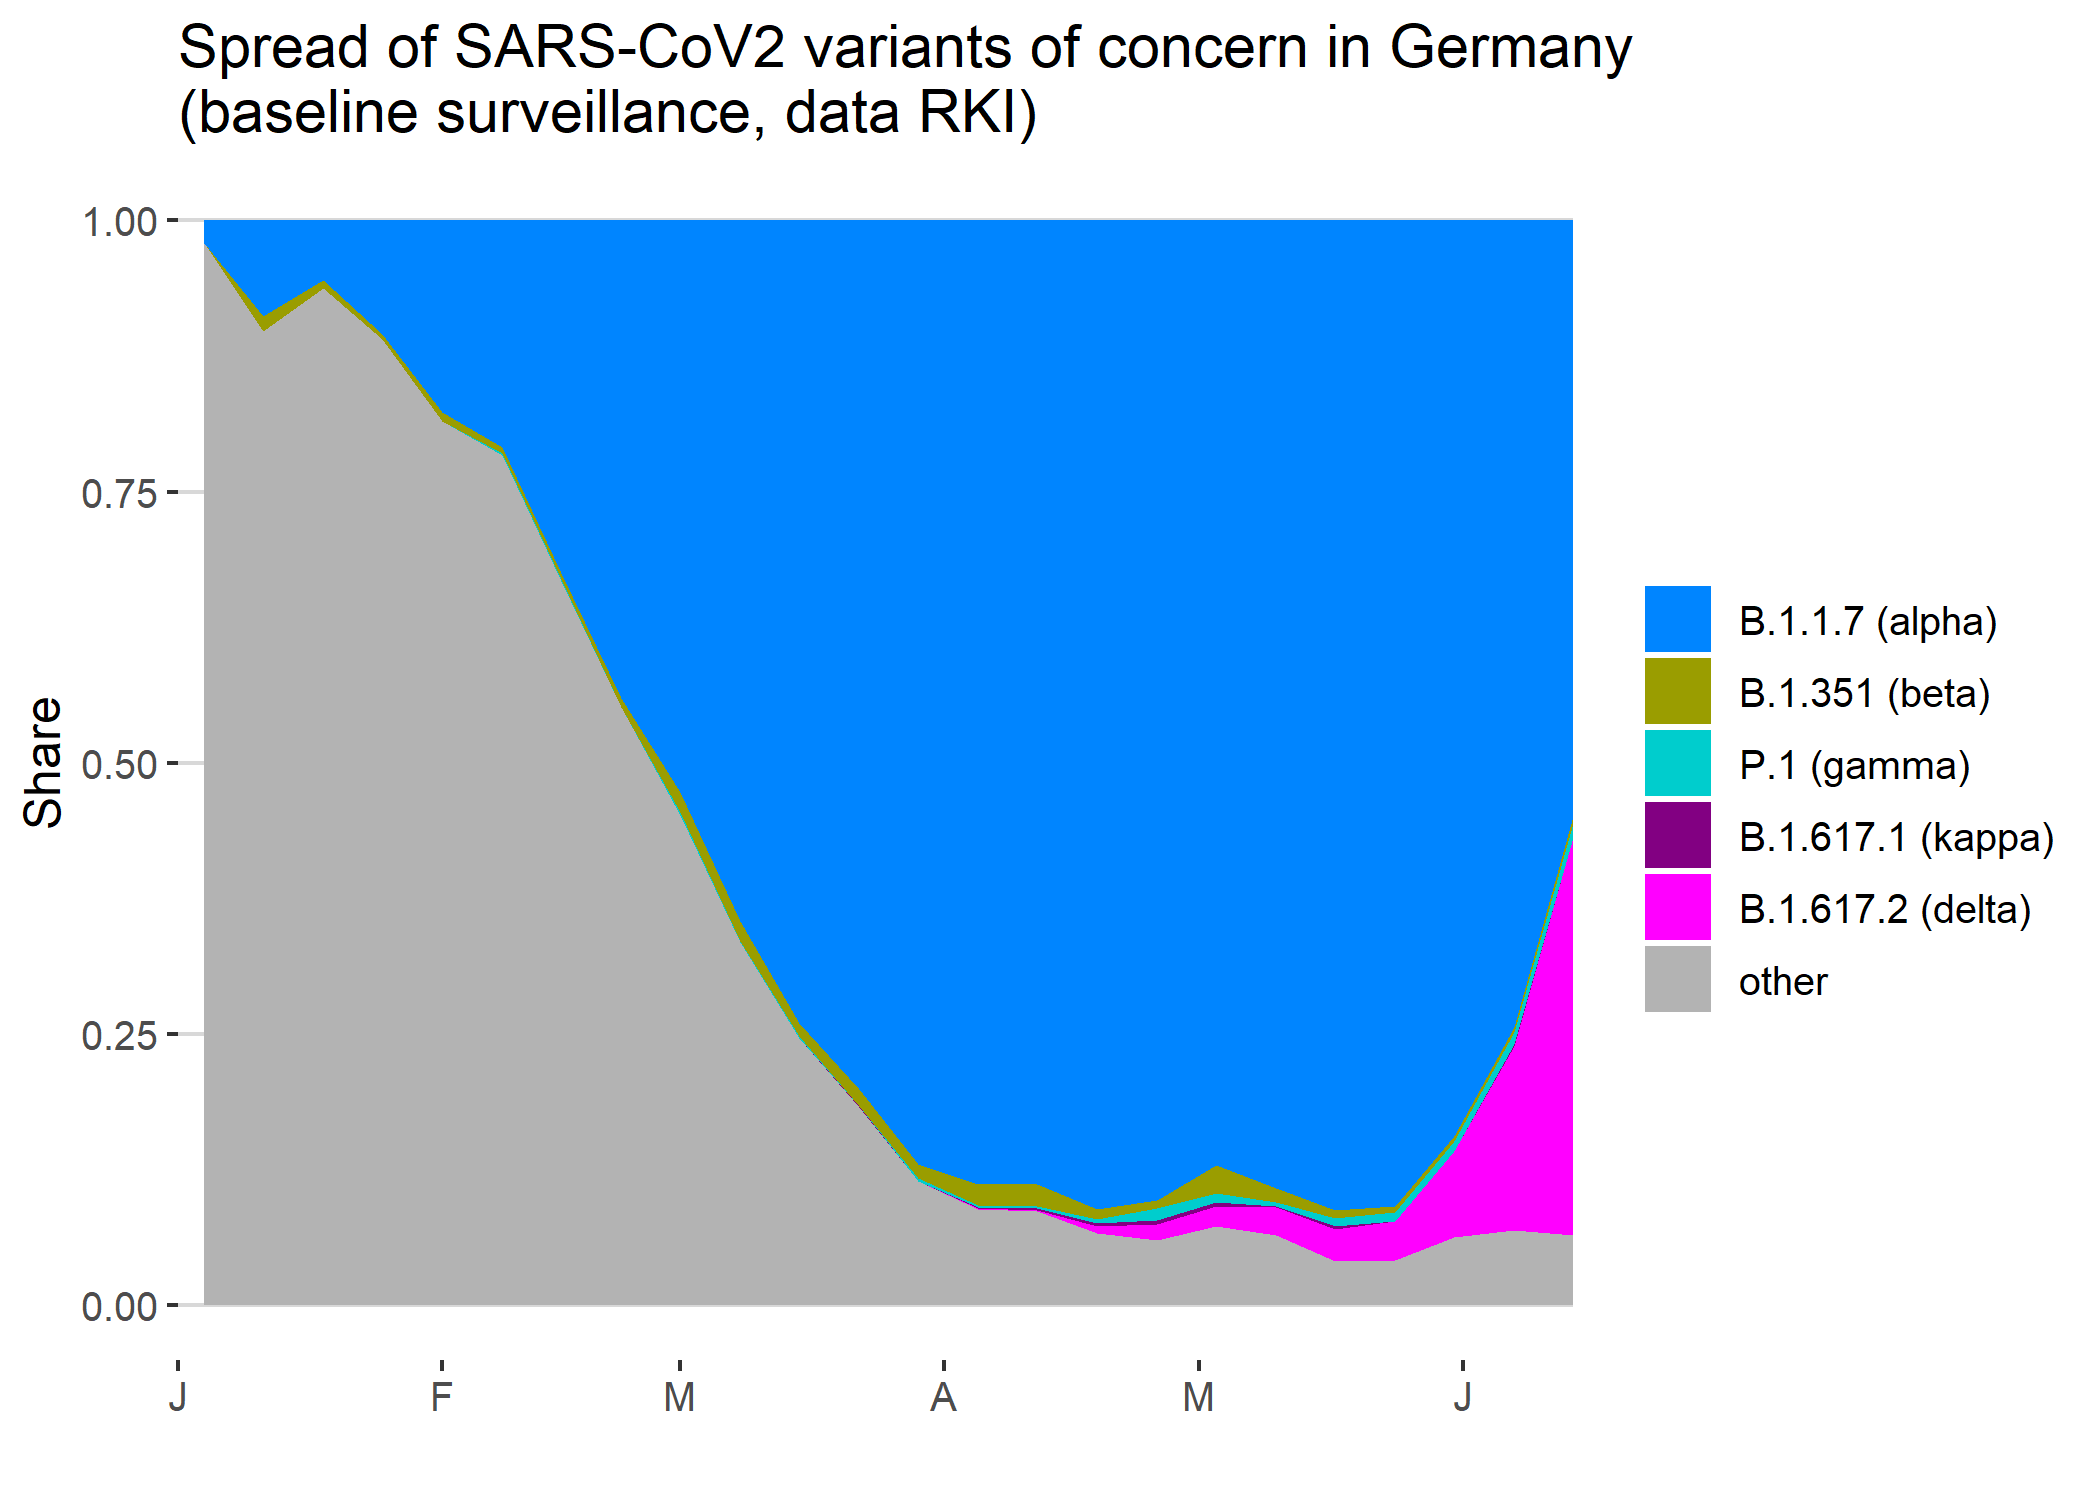 Spread of SARS-CoV2 variants of concern in Germany
(baseline surveillance, data RKI)
1.00
0.75
0.50
0.25
0.00
Share
J F M A M J
B.1.1.7 (alpha)
B.1.351 (beta)
P.1 (gamma)
B.1.617.1 (kappa)
B.1.617.2 (delta)
other